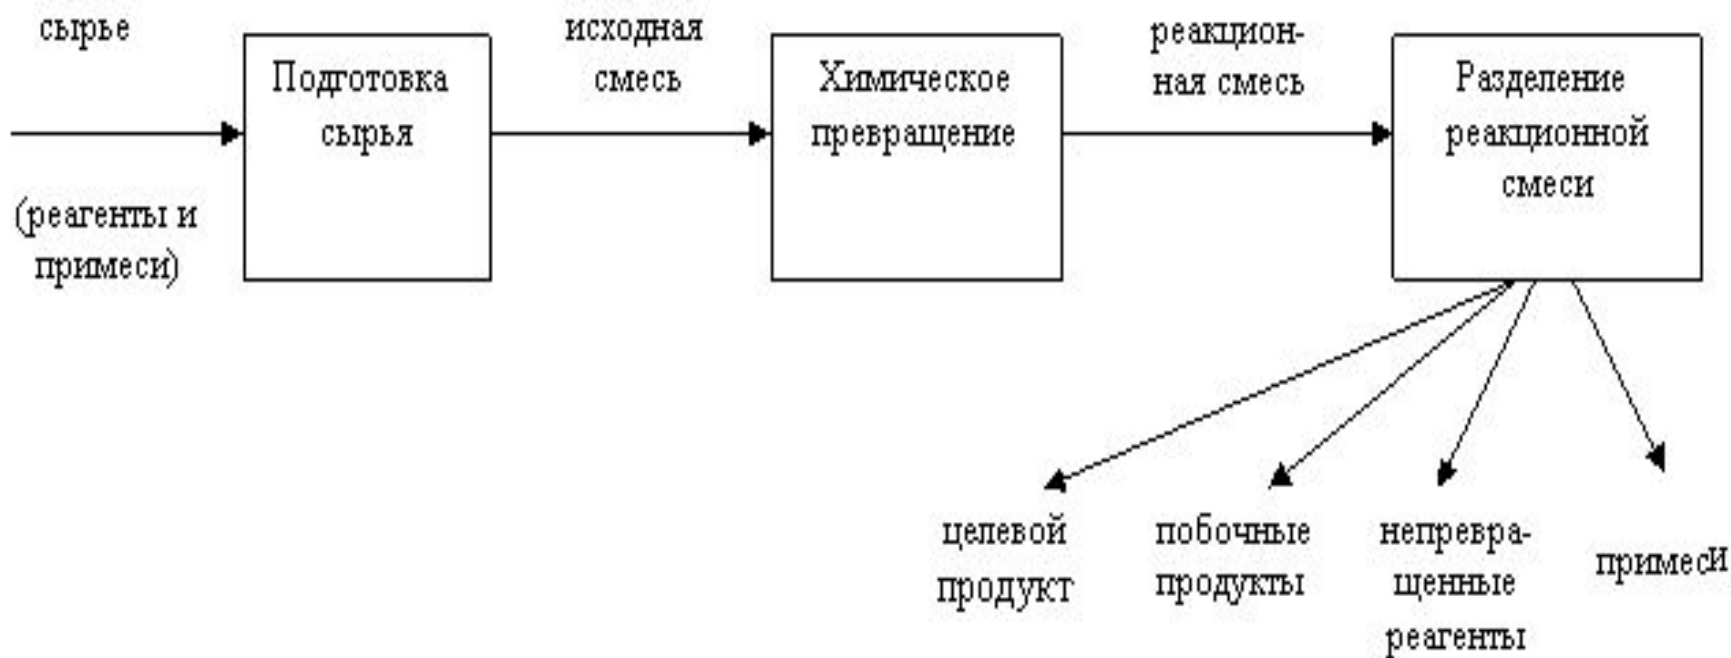 сырье
(реагенты и
примеси)
Подготовка
сырья
исходная
смесь
Химическое
превращение
реакцион-
ная смесь
Разделение
реакционной
смеси
целевой
продукт
побочные
продукты
непревра-
щенные
реагенты
примеси